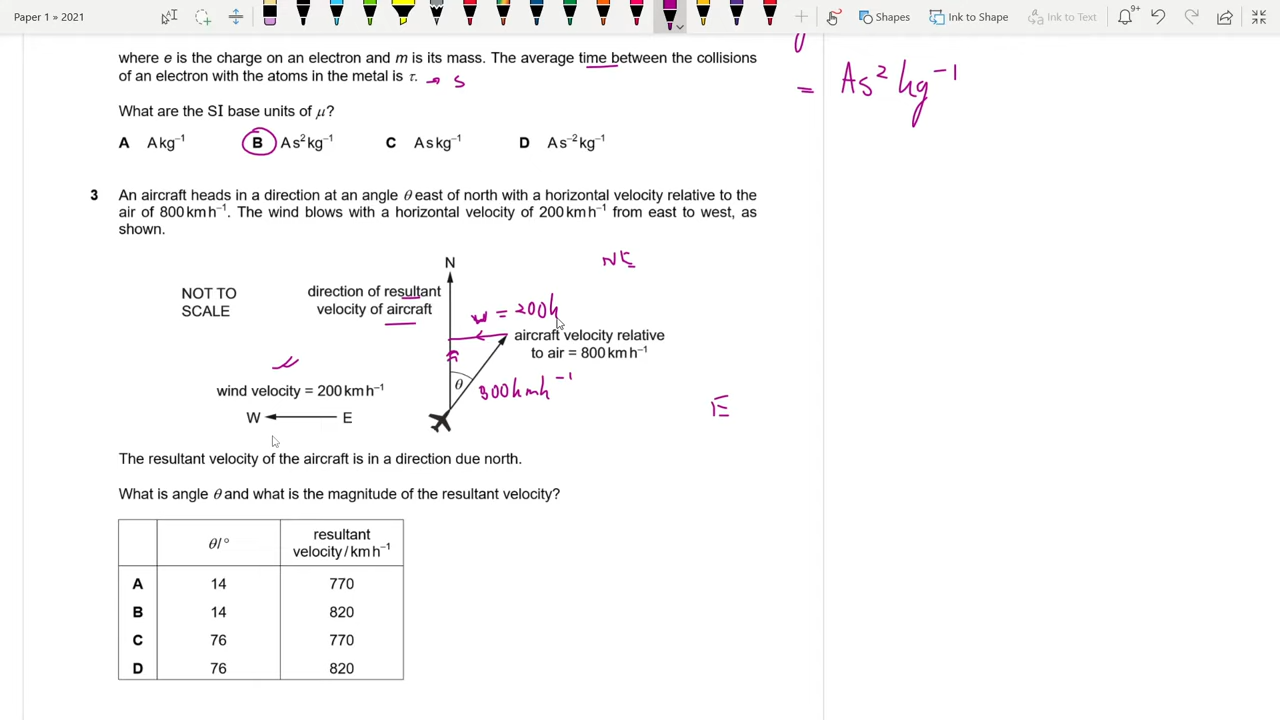 Paper 1 » 2021
Shapes
Ink to Shape
Ink to Text
9+
where e is the charge on an electron and m is its mass. The average time between the collisions
of an electron with the atoms in the metal is τ. → s
= As² kg⁻¹
What are the SI base units of μ?
A A kg⁻¹ B A s² kg⁻¹ C A s kg⁻¹ D A s⁻² kg⁻¹
3 An aircraft heads in a direction at an angle θ east of north with a horizontal velocity relative to the
air of 800 km h⁻¹. The wind blows with a horizontal velocity of 200 km h⁻¹ from east to west, as
shown.
N
NE
NOT TO
SCALE
direction of resultant
velocity of aircraft
w = 200k
aircraft velocity relative
to air = 800 km h⁻¹
θ
800kmh⁻¹
wind velocity = 200 km h⁻¹
W E
E
The resultant velocity of the aircraft is in a direction due north.
What is angle θ and what is the magnitude of the resultant velocity?
θ/° resultant
velocity / km h⁻¹
A 14 770
B 14 820
C 76 770
D 76 820